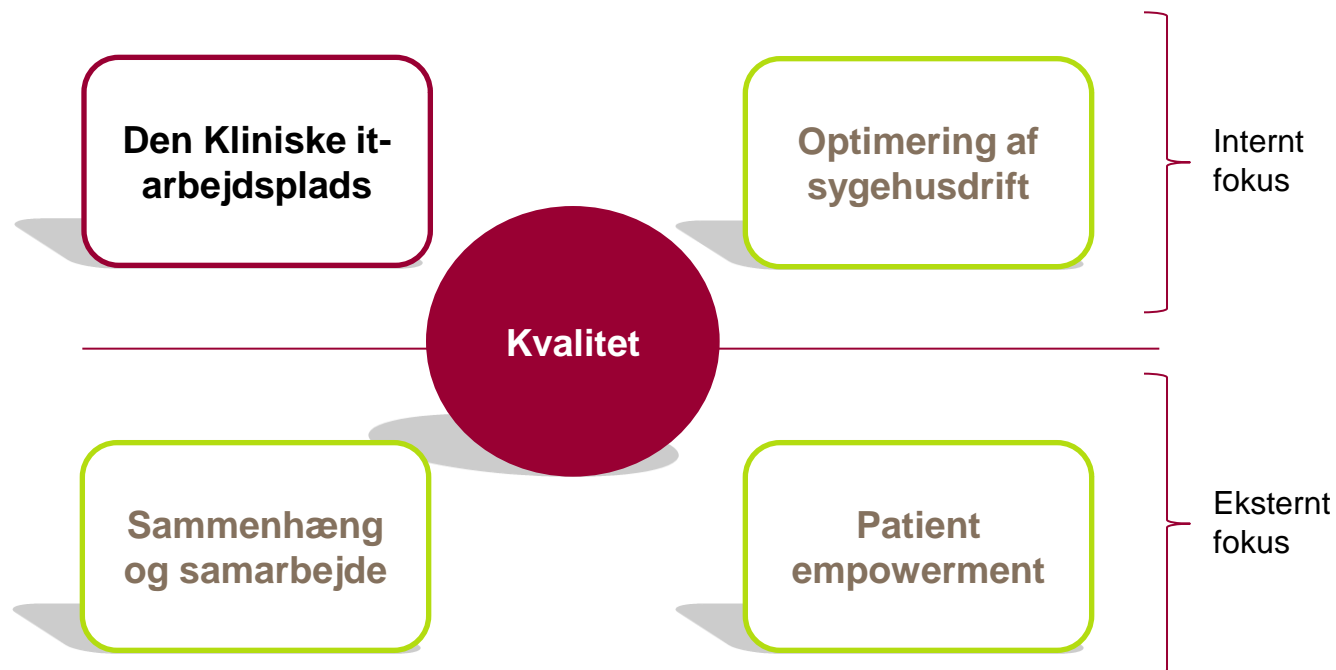 Den Kliniske it-
arbejdsplads
Optimering af
sygehusdrift
Internt
fokus
Kvalitet
Sammenhæng
og samarbejde
Patient
empowerment
Eksternt
fokus